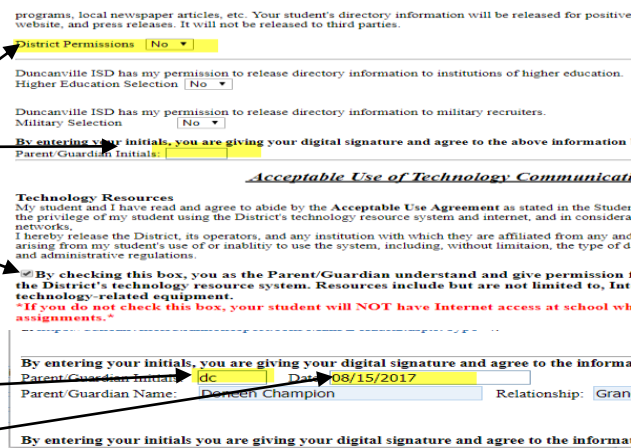 programs, local newspaper articles, etc. Your student's directory information will be released for positive
website, and press releases. It will not be released to third parties.
District Permissions No
Duncanville ISD has my permission to release directory information to institutions of higher education.
Higher Education Selection No
Duncanville ISD has my permission to release directory information to military recruiters.
Military Selection No
By entering your initials, you are giving your digital signature and agree to the above information
Parent/Guardian Initials:
Acceptable Use of Technology Communicati
Technology Resources
My student and I have read and agree to abide by the Acceptable Use Agreement as stated in the Studen
the privilege of my student using the District's technology resource system and internet, and in considera
networks,
I hereby release the District, its operators, and any institution with which they are affiliated from any and
arising from my student's use of or inablitiy to use the system, including, without limitaion, the type of d
and administrative regulations.
By checking this box, you as the Parent/Guardian understand and give permission f
the District's technology resource system. Resources include but are not limited to, Int
technology-related equipment.
*If you do not check this box, your student will NOT have Internet access at school wh
assignments.*
By entering your initials, you are giving your digital signature and agree to the informa
Parent/Guardian Initials: dc Date 08/15/2017
Parent/Guardian Name: Doneen Champion Relationship: Gran
By entering your initials you are giving your digital signature and agree to the informat